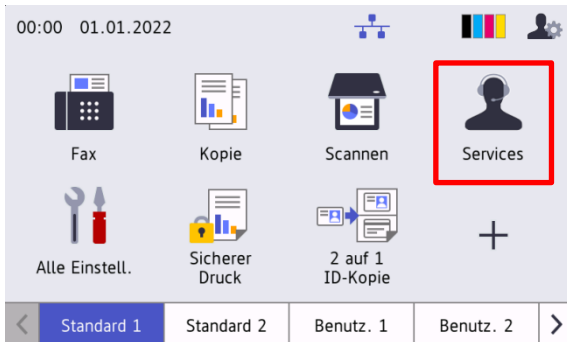 00:00 01.01.2022
Fax
Kopie
Scannen
Services
Alle Einstell.
Sicherer
Druck
2 auf 1
ID-Kopie
Standard 1
Standard 2
Benutz. 1
Benutz. 2